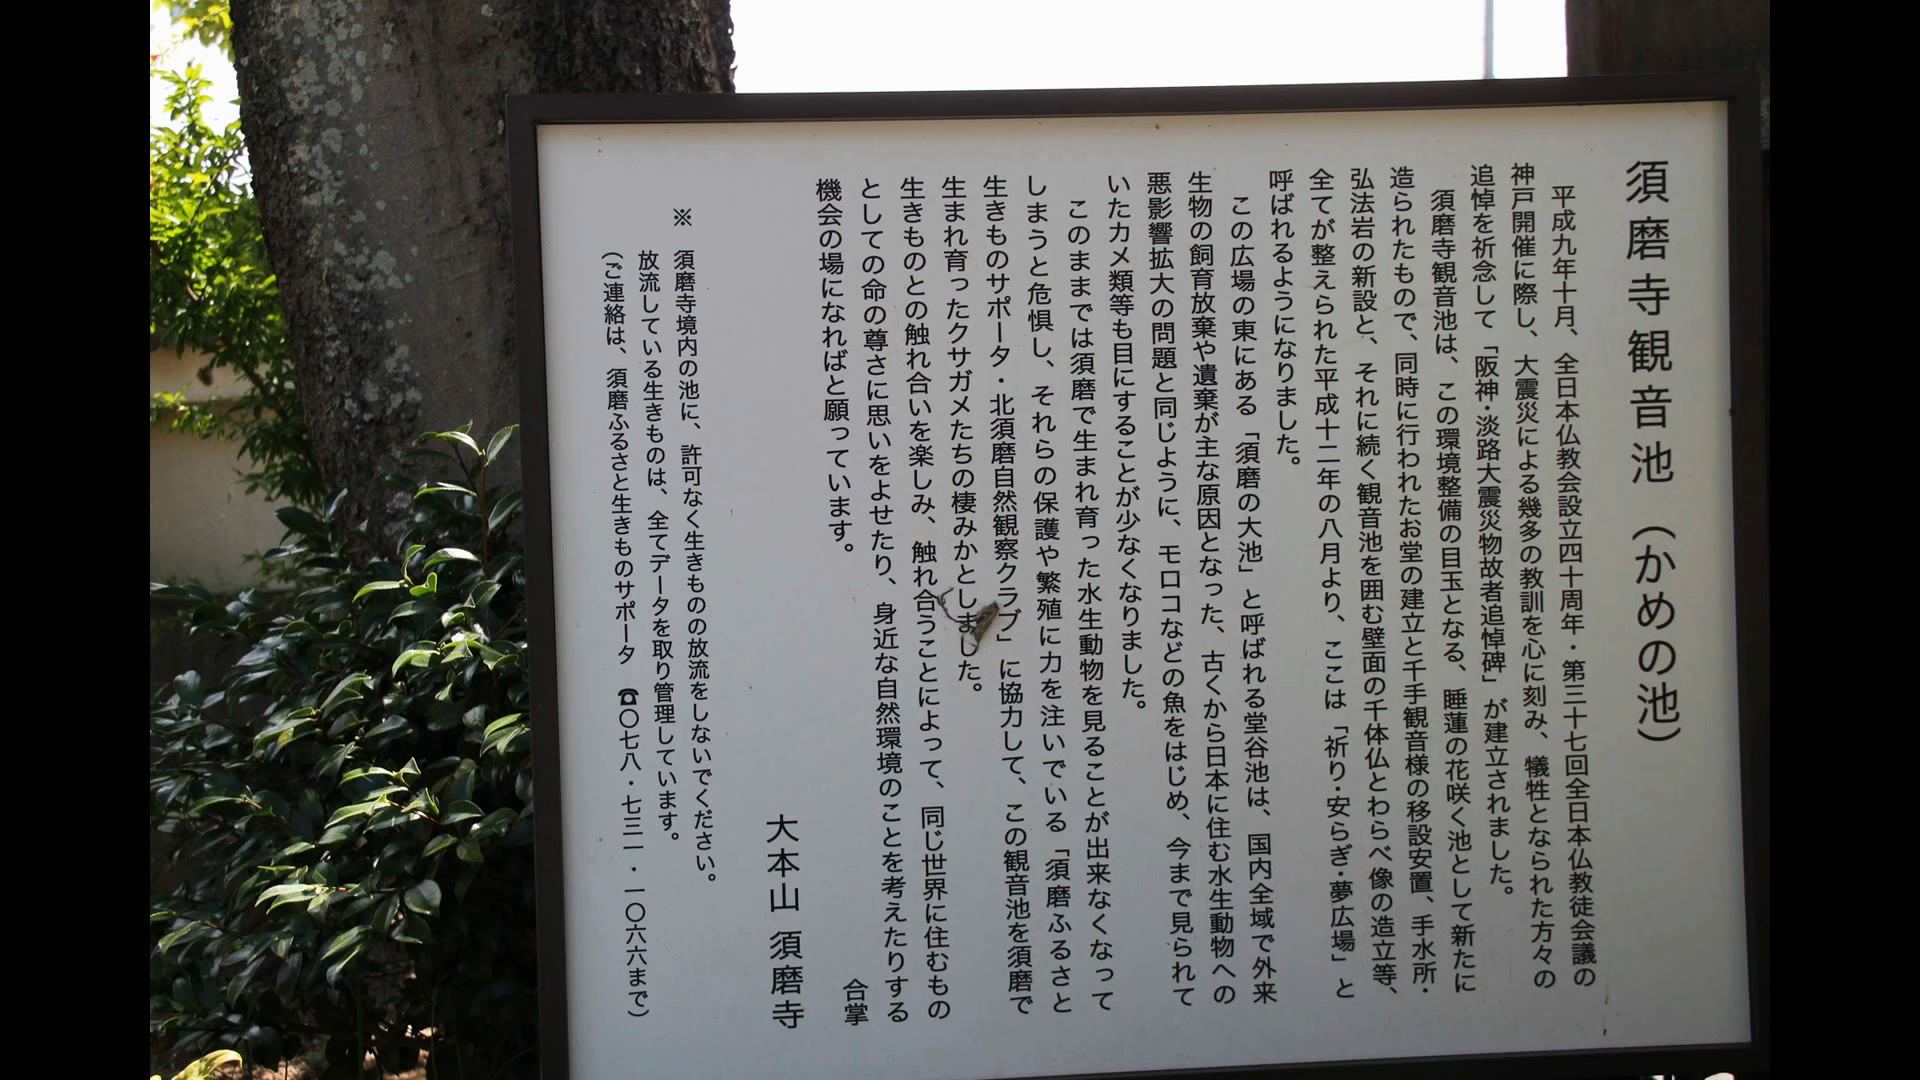 須磨寺観音池（かめの池）
平成九年十月、全日本仏教会設立四十周年・第三十七回全日本仏教徒会議の
神戸開催に際し、大震災による幾多の教訓を心に刻み、犠牲となられた方々の
追悼を祈念して「阪神・淡路大震災物故者追悼碑」が建立されました。
須磨寺観音池は、この環境整備の目玉となる、睡蓮の花咲く池として新たに
造られたもので、同時に行われたお堂の建立と千手観音様の移設安置、手水所・
弘法岩の新設と、それに続く観音池を囲む壁面の千体仏とわらべ像の造立等、
全てが整えられた平成十二年の八月より、ここは「祈り・安らぎ・夢広場」と
呼ばれるようになりました。
この広場の東にある「須磨の大池」と呼ばれる堂谷池は、国内全域で外来
生物の飼育放棄や遺棄が主な原因となった、古くから日本に住む水生動物への
悪影響拡大の問題と同じように、モロコなどの魚をはじめ、今まで見られて
いたカメ類等も目にすることが少なくなりました。
このままでは須磨で生まれ育った水生動物を見ることが出来なくなって
しまうと危惧し、それらの保護や繁殖に力を注いでいる「須磨ふるさと
生きものサポータ・北須磨自然観察クラブ」に協力して、この観音池を須磨で
生まれ育ったクサガメたちの棲みかとしました。
生きものとの触れ合いを楽しみ、触れ合うことによって、同じ世界に住むもの
としての命の尊さに思いをよせたり、身近な自然環境のことを考えたりする
機会の場になればと願っています。
合掌
大本山 須磨寺
※ 須磨寺境内の池に、許可なく生きものの放流をしないでください。
放流している生きものは、全てデータを取り管理しています。
（ご連絡は、須磨ふるさと生きものサポータ ☎〇七八・七三一・一〇六六まで）